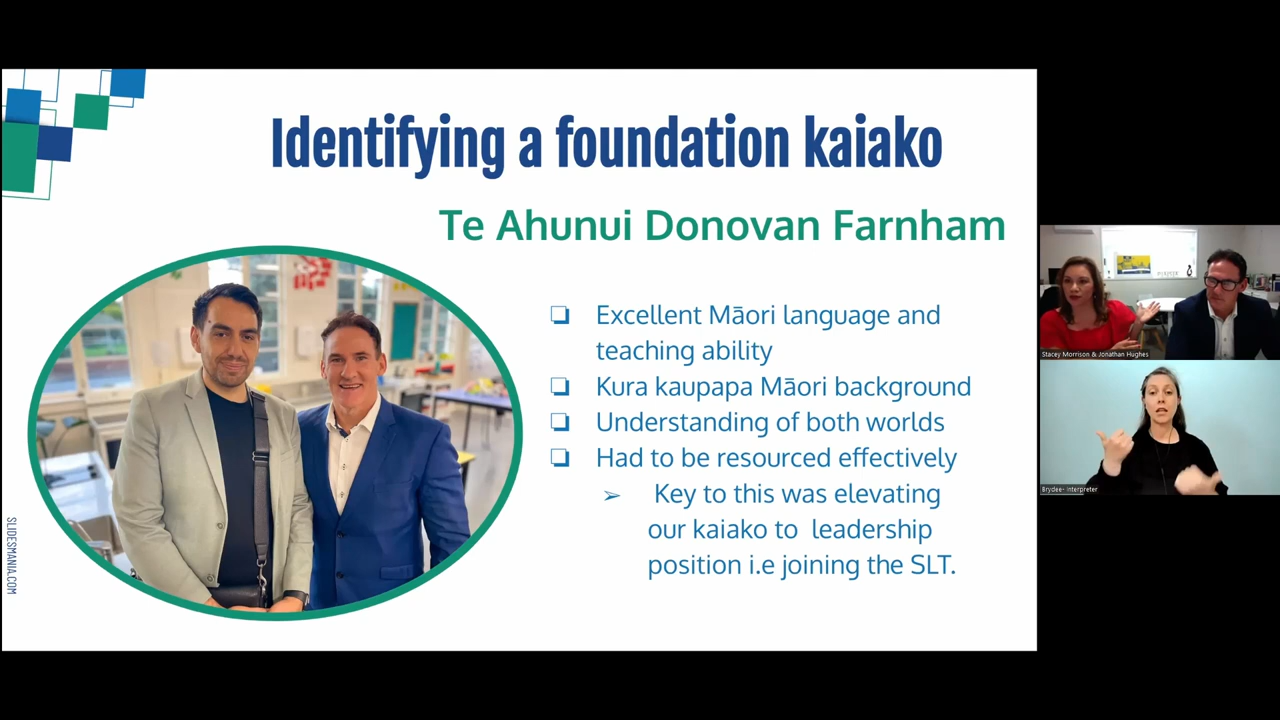 Identifying a foundation kaiako
Te Ahunui Donovan Farnham
Excellent Māori language and
teaching ability
Kura kaupapa Māori background
Understanding of both worlds
Had to be resourced effectively
Key to this was elevating
our kaiako to leadership
position i.e joining the SLT.
SLIDESMANIA.COM
Stacey Morrison & Jonathan Hughes
Brydee- Interpreter